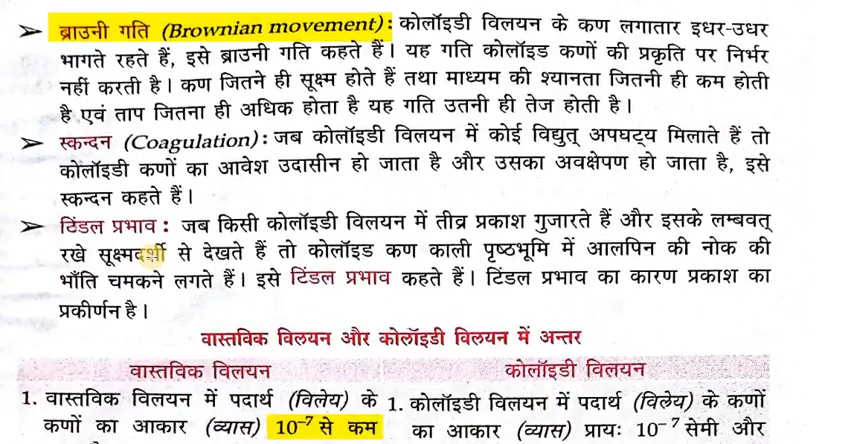 ➢ ब्राउनी गति (Brownian movement) : कोलॉइडी विलयन के कण लगातार इधर-उधर
भागते रहते हैं, इसे ब्राउनी गति कहते हैं। यह गति कोलॉइड कणों की प्रकृति पर निर्भर
नहीं करती है। कण जितने ही सूक्ष्म होते हैं तथा माध्यम की श्यानता जितनी ही कम होती
है एवं ताप जितना ही अधिक होता है यह गति उतनी ही तेज होती है।
➢ स्कन्दन (Coagulation) : जब कोलॉइडी विलयन में कोई विद्युत् अपघट्य मिलाते हैं तो
कोलॉइडी कणों का आवेश उदासीन हो जाता है और उसका अवक्षेपण हो जाता है, इसे
स्कन्दन कहते हैं।
➢ टिंडल प्रभाव : जब किसी कोलॉइडी विलयन में तीव्र प्रकाश गुजारते हैं और इसके लम्बवत्
रखे सूक्ष्मदर्शी से देखते हैं तो कोलॉइड कण काली पृष्ठभूमि में आलपिन की नोक की
भाँति चमकने लगते हैं। इसे टिंडल प्रभाव कहते हैं। टिंडल प्रभाव का कारण प्रकाश का
प्रकीर्णन है।
वास्तविक विलयन और कोलॉइडी विलयन में अन्तर
वास्तविक विलयन कोलॉइडी विलयन
1. वास्तविक विलयन में पदार्थ (विलेय) के 1. कोलॉइडी विलयन में पदार्थ (विलेय) के कणों
कणों का आकार (व्यास) 10⁻⁷ से कम का आकार (व्यास) प्रायः 10⁻⁷ सेमी और